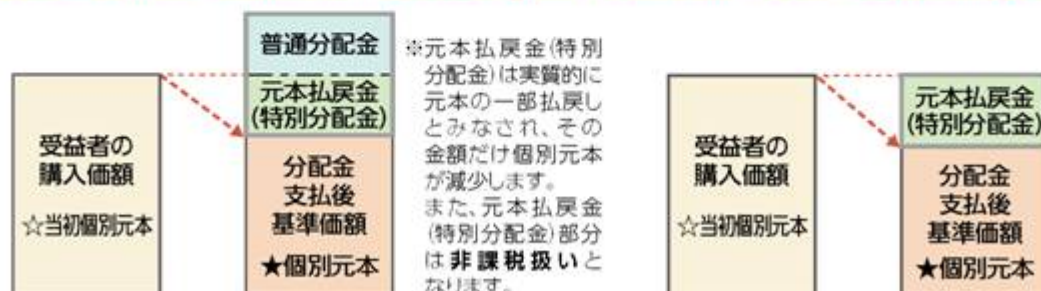 受益者の
購入価額
☆当初個別元本
普通分配金
元本払戻金
(特別分配金)
分配金
支払後
基準価額
★個別元本
※元本払戻金(特別
分配金)は実質的に
元本の一部払戻し
とみなされ、その
金額だけ個別元本
が減少します。
また、元本払戻金
(特別分配金)部分
は非課税扱いと
なります。
受益者の
購入価額
☆当初個別元本
元本払戻金
(特別分配金)
分配金
支払後
基準価額
★個別元本